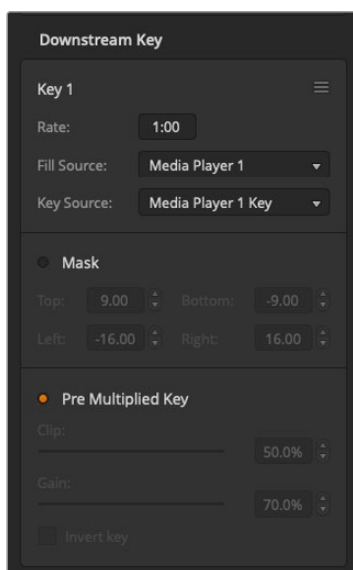 Downstream Key
Key 1
Rate: 1:00
Fill Source: Media Player 1
Key Source: Media Player 1 Key
Mask
Top: 9.00 Bottom: -9.00
Left: -16.00 Right: 16.00
Pre Multiplied Key
Clip:
50.0%
Gain:
70.0%
Invert key